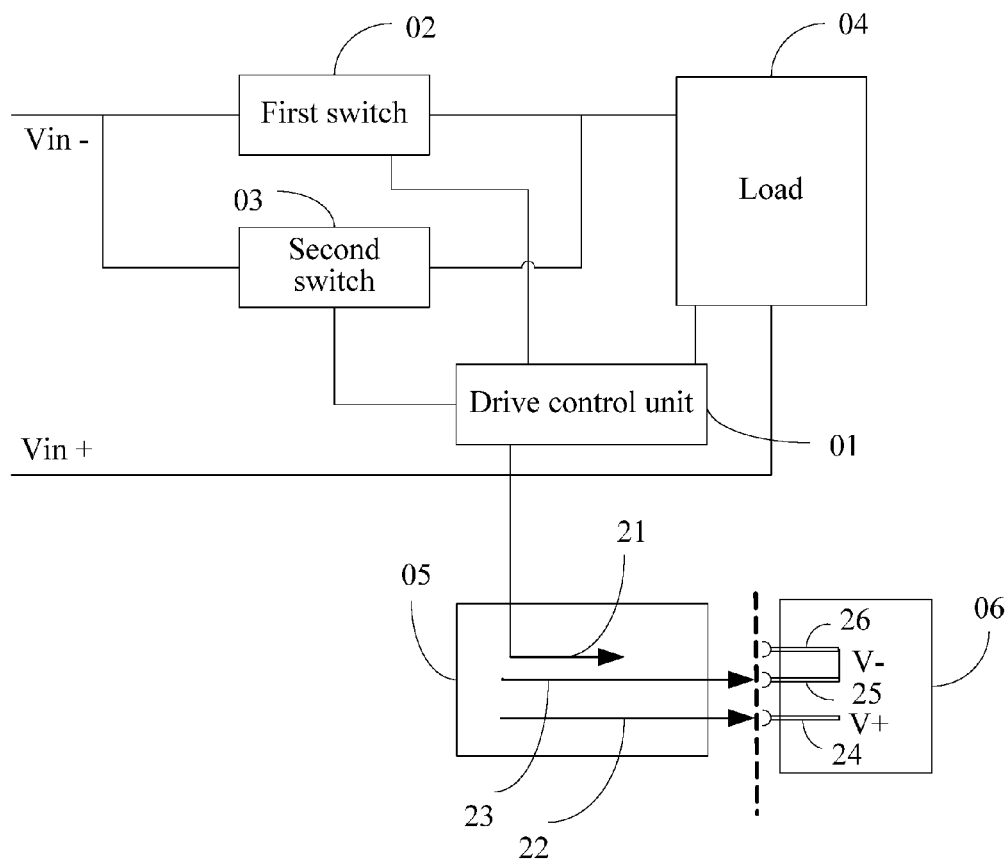 02
04
First switch
Vin -
Load
03
Second
switch
Drive control unit
Vin +
01
21
05
06
26
V-
25
V+
24
23
22